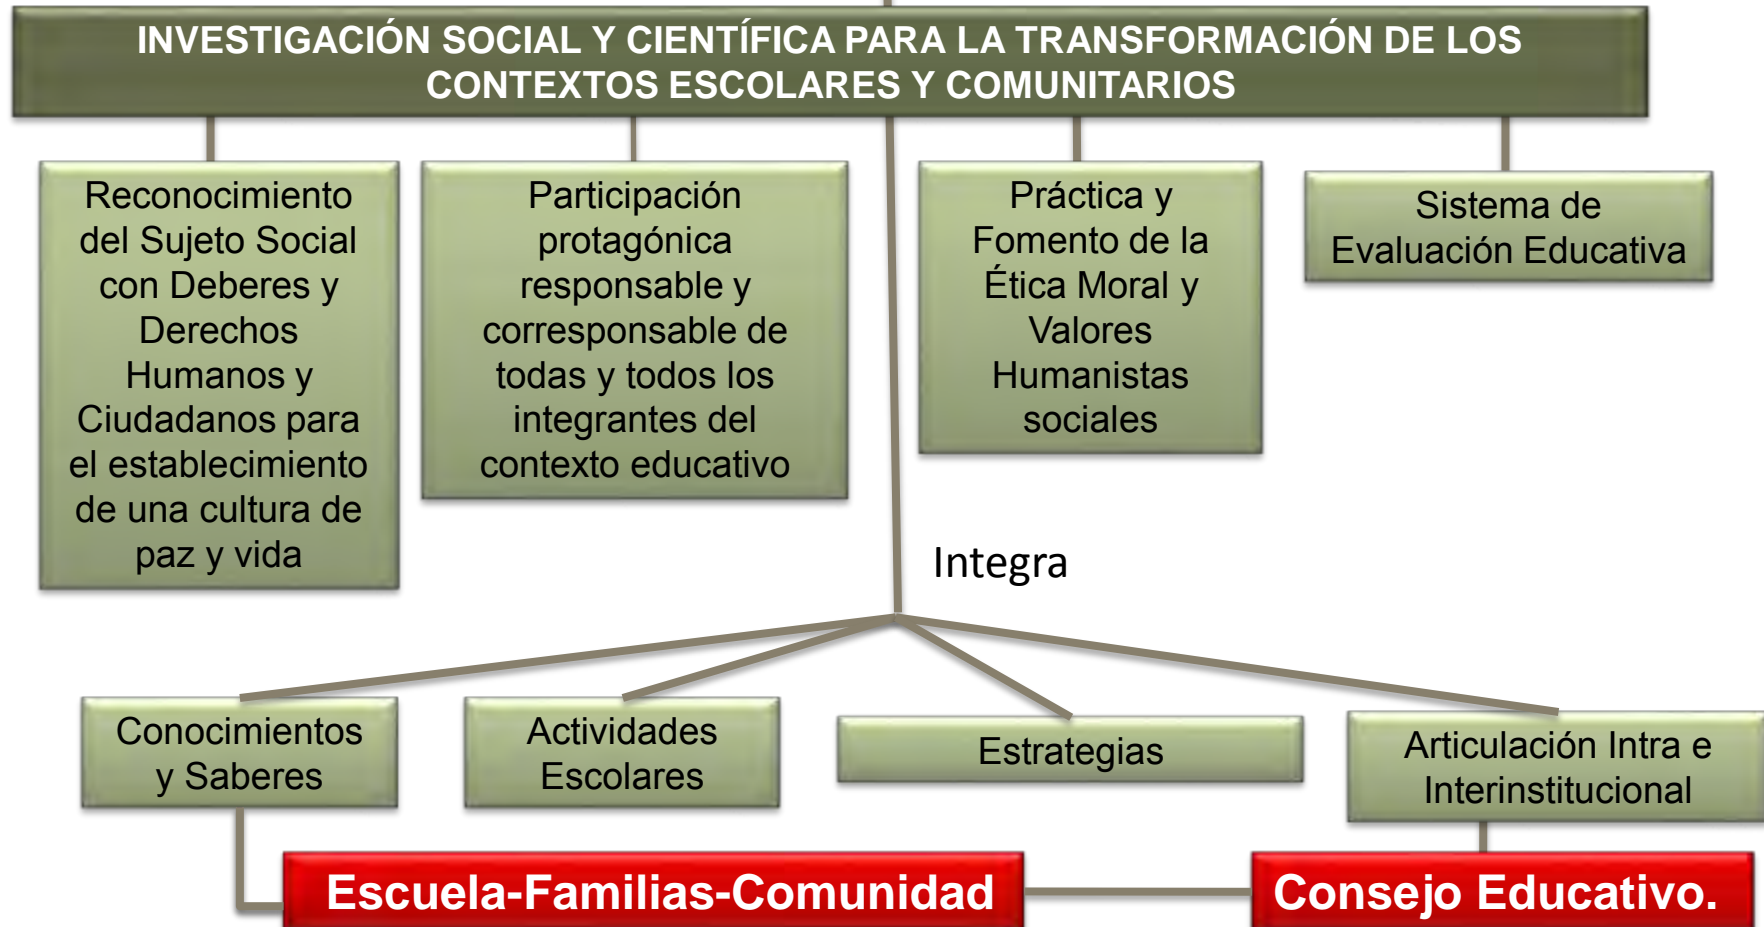 INVESTIGACIÓN SOCIAL Y CIENTÍFICA PARA LA TRANSFORMACIÓN DE LOS
CONTEXTOS ESCOLARES Y COMUNITARIOS
Reconocimiento
del Sujeto Social
con Deberes y
Derechos
Humanos y
Ciudadanos para
el establecimiento
de una cultura de
paz y vida
Participación
protagónica
responsable y
corresponsable de
todas y todos los
integrantes del
contexto educativo
Práctica y
Fomento de la
Ética Moral y
Valores
Humanistas
sociales
Sistema de
Evaluación Educativa
Integra
Conocimientos
y Saberes
Actividades
Escolares
Estrategias
Articulación Intra e
Interinstitucional
Escuela-Familias-Comunidad
Consejo Educativo.